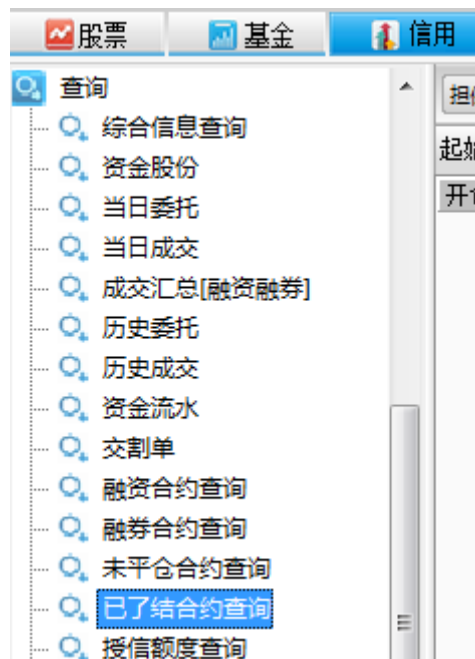 股票 基金 信用
查询
综合信息查询
资金股份
当日委托
当日成交
成交汇总[融资融券]
历史委托
历史成交
资金流水
交割单
融资合约查询
融券合约查询
未平仓合约查询
已了结合约查询
授信额度查询
担
起始
开